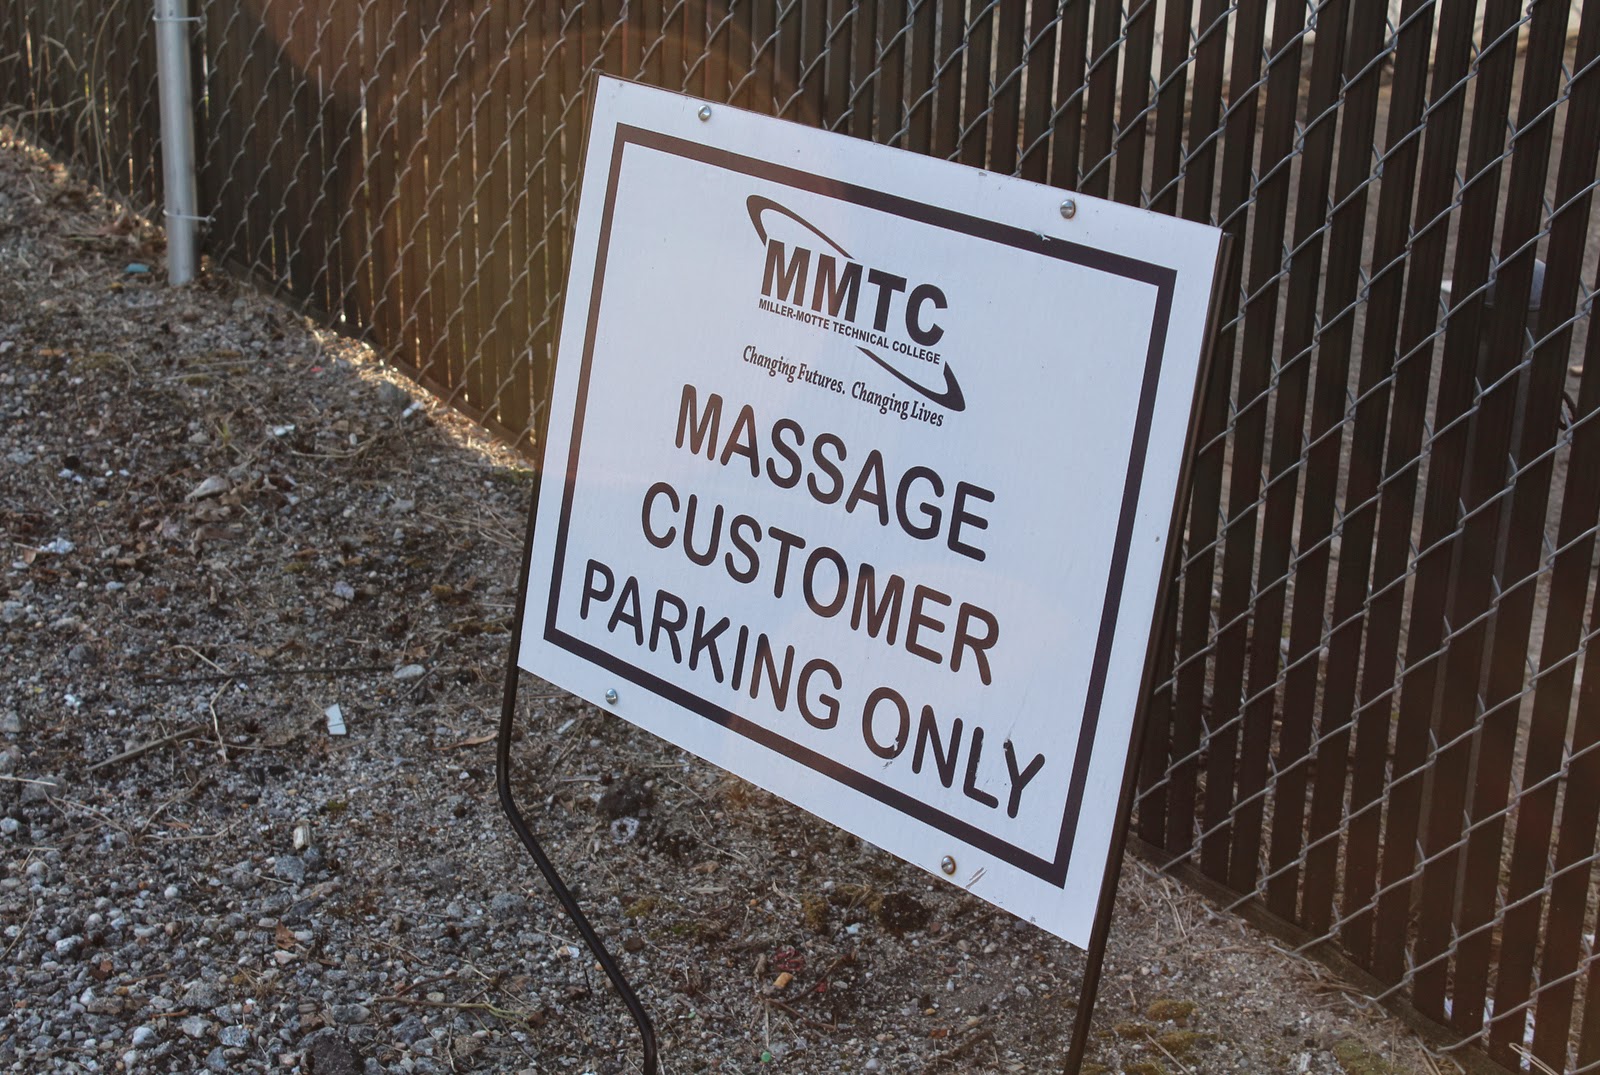 MMTC
MILLER-MOTTE TECHNICAL COLLEGE
Changing Futures. Changing Lives
MASSAGE
CUSTOMER
PARKING ONLY